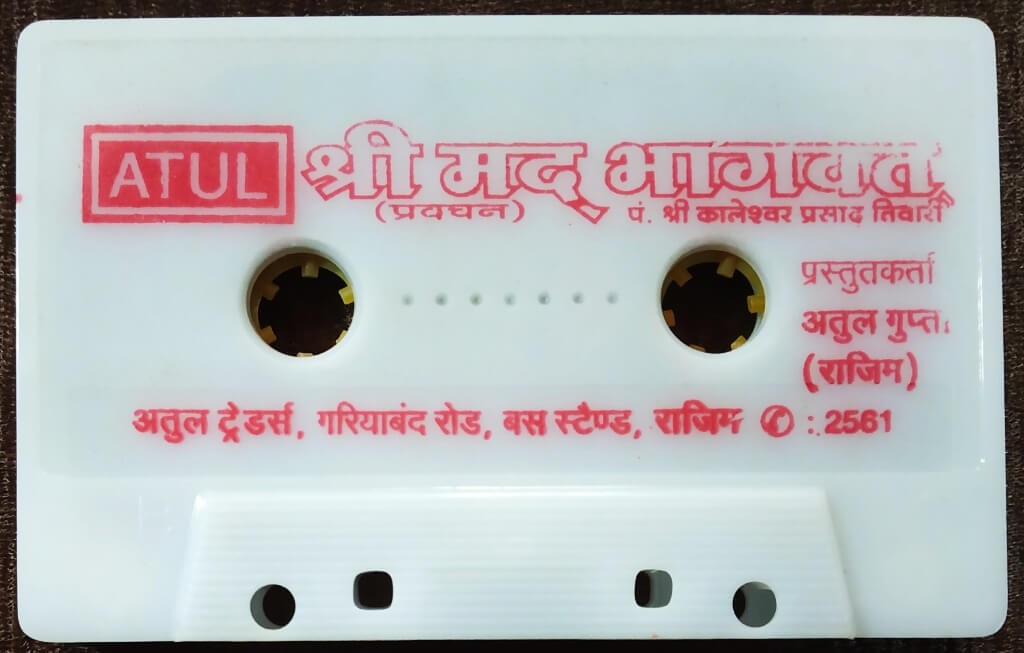 ATUL श्री मद् भागवत्
(प्रवचन) पं. श्री कालेश्वर प्रसाद तिवारी
प्रस्तुतकर्ता
अतुल गुप्ता
(राजिम)
अतुल ट्रेडर्स, गरियाबंद रोड, बस स्टैण्ड, राजिम ✆ : 2561